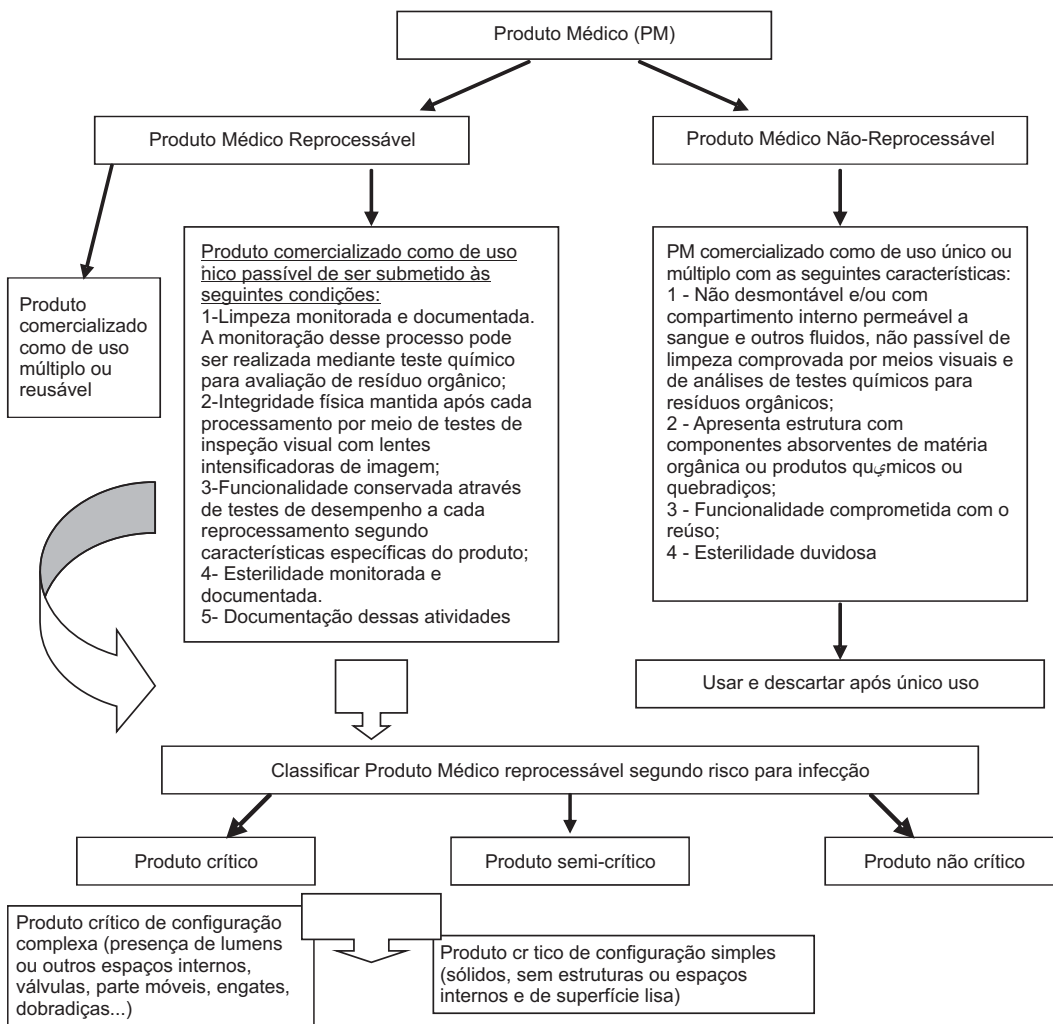 Produto Médico (PM)
Produto Médico Reprocessável
Produto Médico Não-Reprocessável
Produto
comercializado
como de uso
múltiplo ou
reusável
Produto comercializado como de uso
nico passível de ser submetido às
seguintes condições:
1-Limpeza monitorada e documentada.
A monitoração desse processo pode
ser realizada mediante teste químico
para avaliação de resíduo orgânico;
2-Integridade física mantida após cada
processamento por meio de testes de
inspeção visual com lentes
intensificadoras de imagem;
3-Funcionalidade conservada através
de testes de desempenho a cada
reprocessamento segundo
características específicas do produto;
4- Esterilidade monitorada e
documentada.
5- Documentação dessas atividades
PM comercializado como de uso único ou
múltiplo com as seguintes características:
1 - Não desmontável e/ou com
compartimento interno permeável a
sangue e outros fluidos, não passível de
limpeza comprovada por meios visuais e
de análises de testes químicos para
resíduos orgânicos;
2 - Apresenta estrutura com
componentes absorventes de matéria
orgânica ou produtos quيmicos ou
quebradiços;
3 - Funcionalidade comprometida com o
reúso;
4 - Esterilidade duvidosa
Usar e descartar após único uso
Classificar Produto Médico reprocessável segundo risco para infecção
Produto crítico
Produto semi-crítico
Produto não crítico
Produto crítico de configuração
complexa (presença de lumens
ou outros espaços internos,
válvulas, parte móveis, engates,
dobradiças...)
Produto cr tico de configuração simples
(sólidos, sem estruturas ou espaços
internos e de superfície lisa)